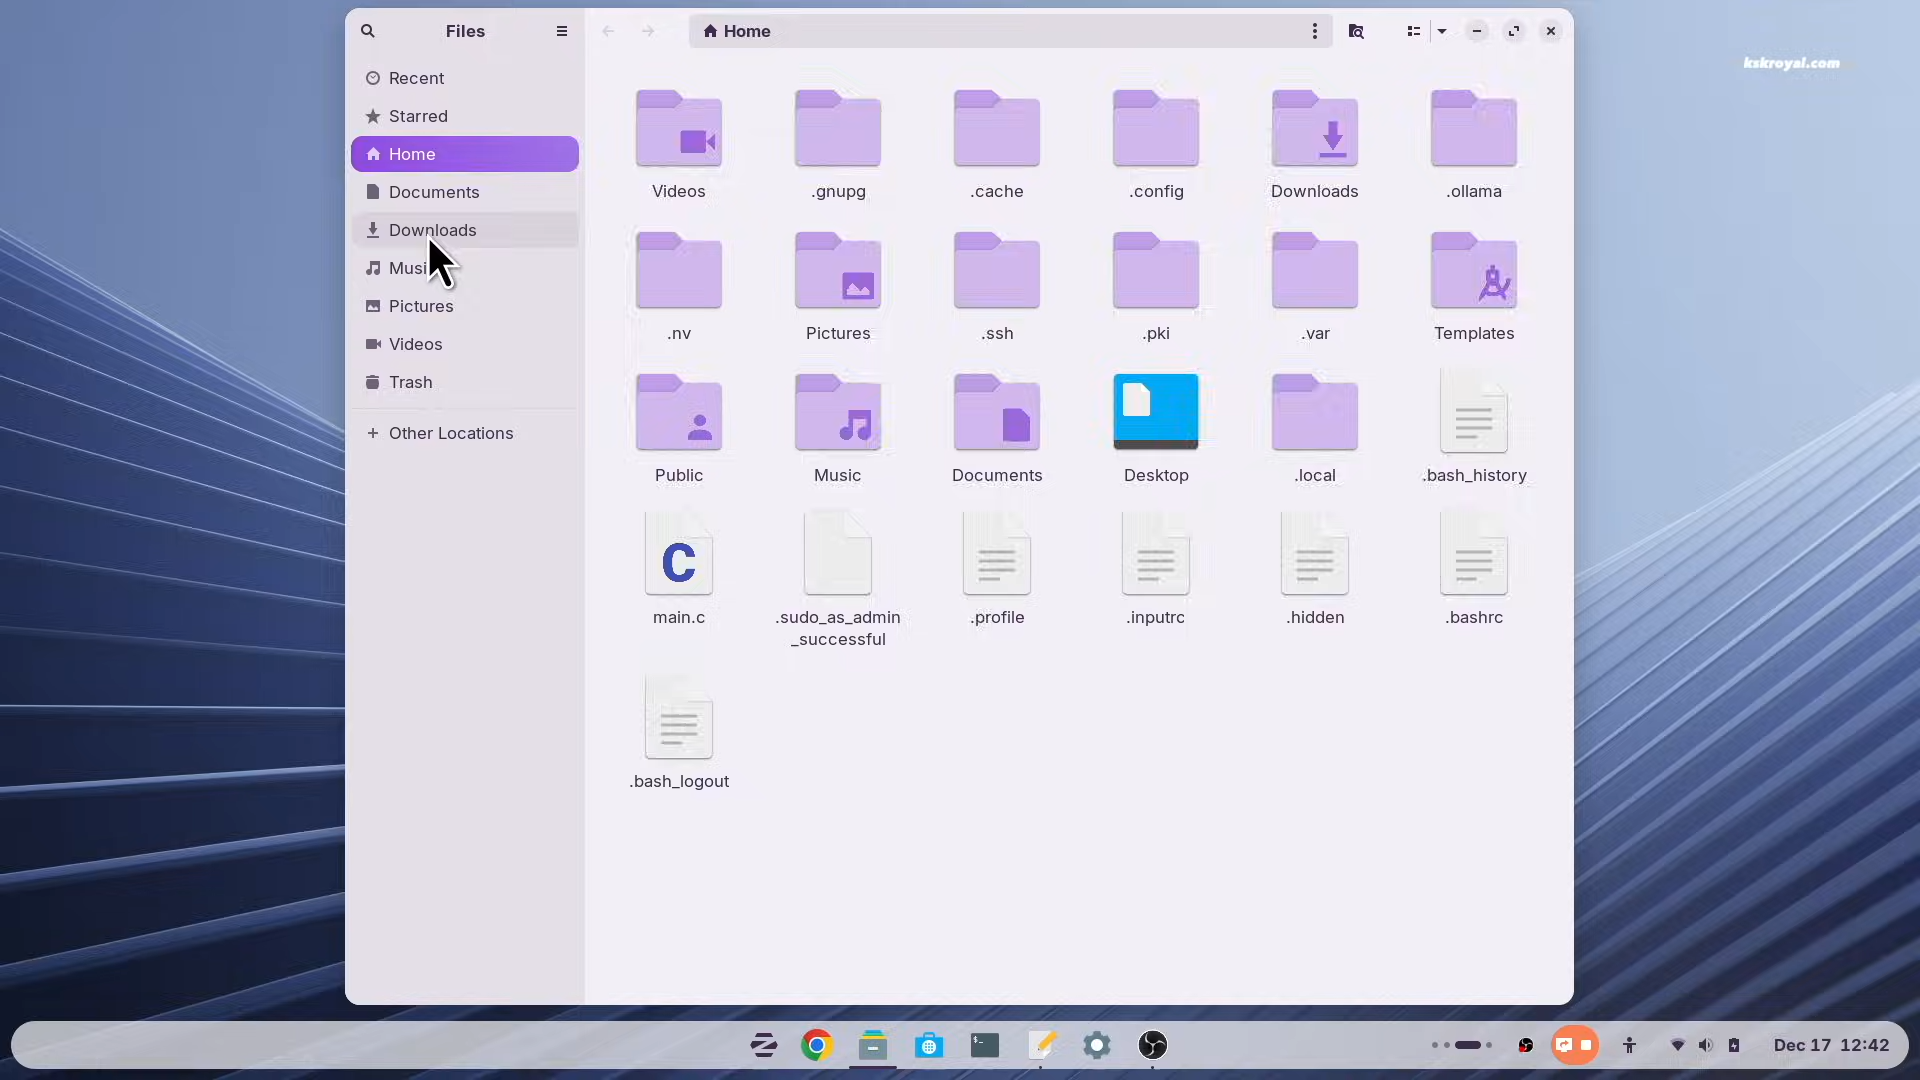 Files
Home
kskroyal.com
Recent
Starred
Home
Documents
Downloads
Music
Pictures
Videos
Trash
Other Locations
Videos
.gnupg
.cache
.config
Downloads
.ollama
.nv
Pictures
.ssh
.pki
.var
Templates
Public
Music
Documents
Desktop
.local
.bash_history
C
main.c
.sudo_as_admin
_successful
.profile
.inputrc
.hidden
.bashrc
.bash_logout
$_
Dec 17 12:42